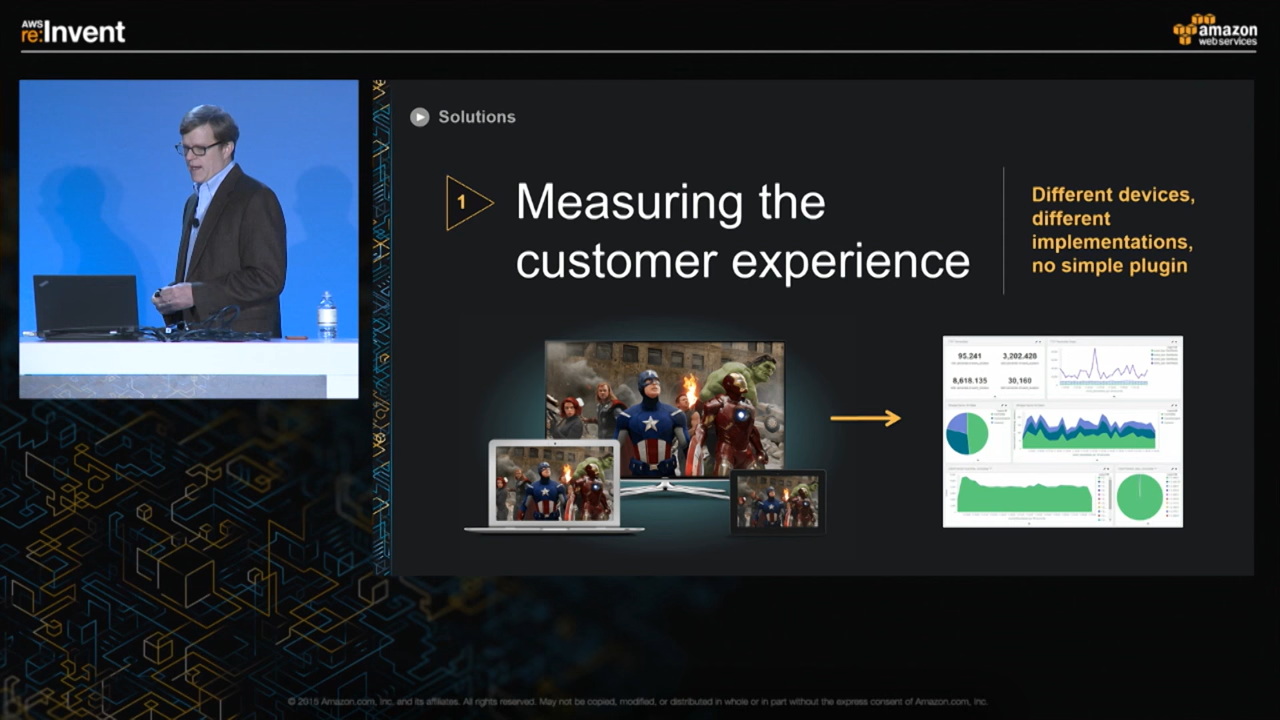 AWS
re:Invent
amazon
webservices
Solutions
1
Measuring the
customer experience
Different devices,
different
implementations,
no simple plugin
95,241
3,202,428
8,618,135
30,160
© 2015 Amazon.com, Inc. and its affiliates. All rights reserved. May not be copied, modified, or distributed in whole or in part without the express consent of Amazon.com, Inc.